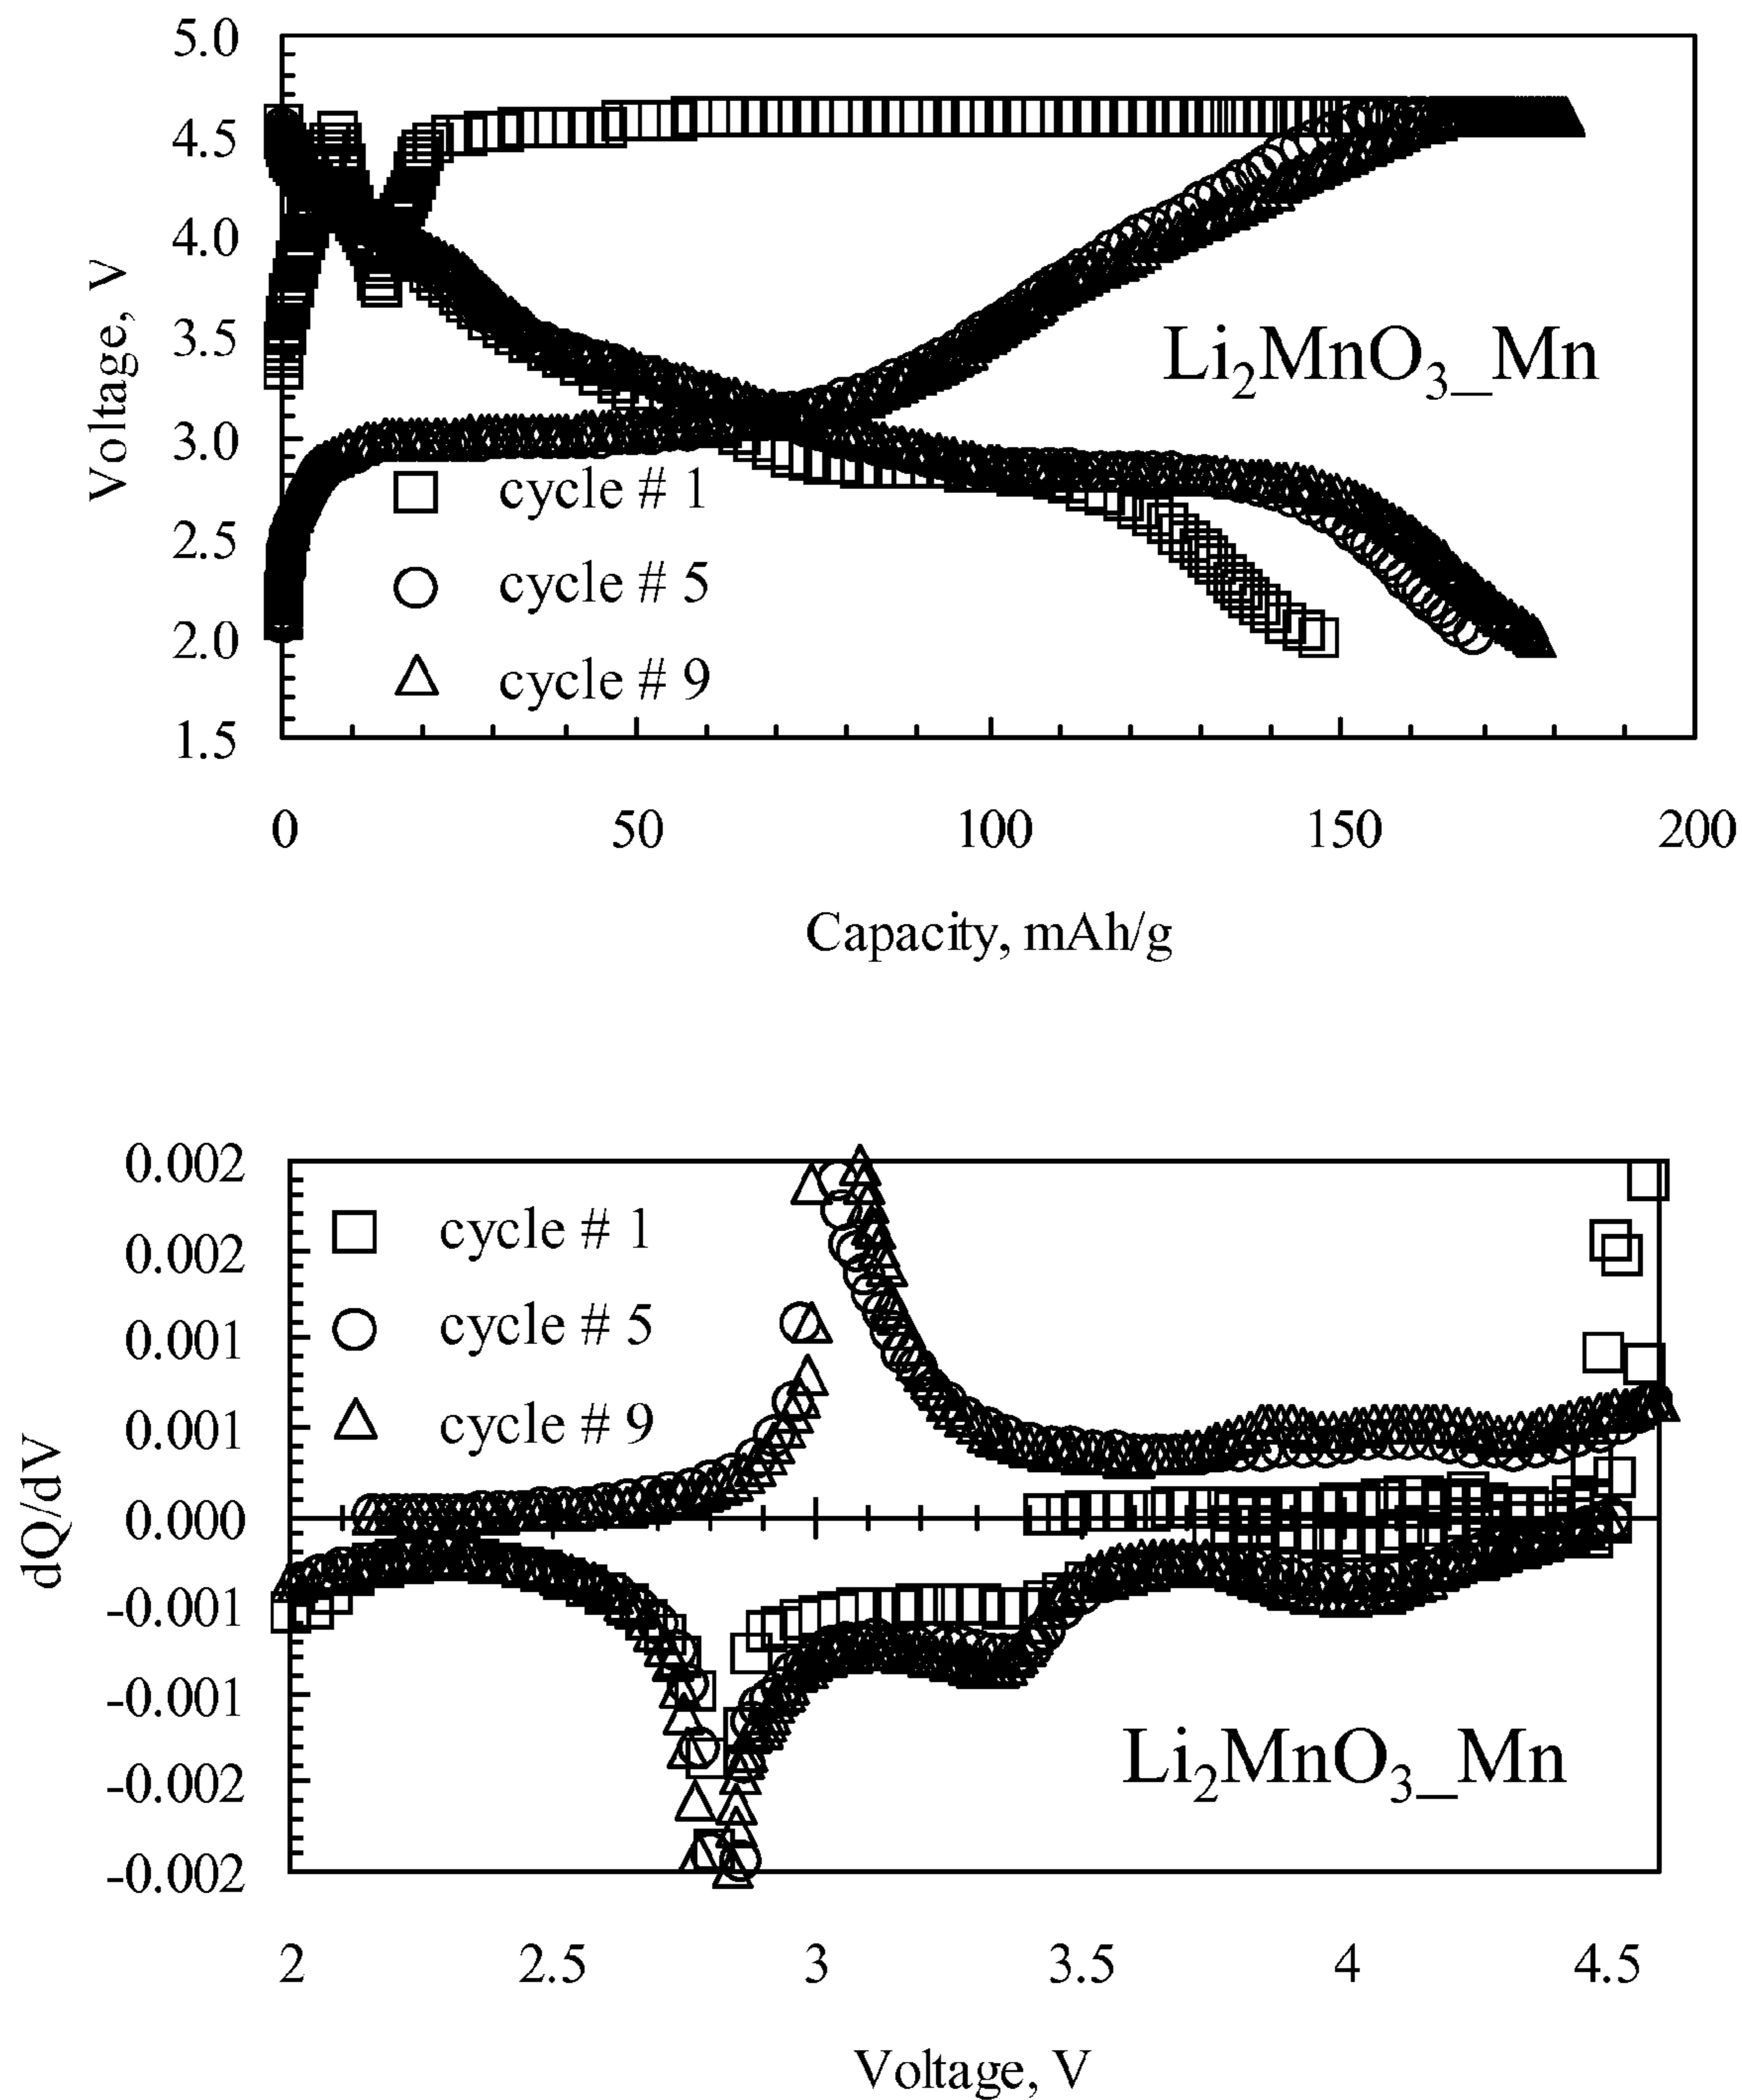 5.0
4.5
4.0
3.5
3.0
2.5
2.0
1.5
Voltage, V
Li₂MnO₃_Mn
cycle # 1
cycle # 5
cycle # 9
0 50 100 150 200
Capacity, mAh/g
0.002
0.002
0.001
0.001
0.000
-0.001
-0.001
-0.002
-0.002
dQ/dV
cycle # 1
cycle # 5
cycle # 9
Li₂MnO₃_Mn
2 2.5 3 3.5 4 4.5
Voltage, V